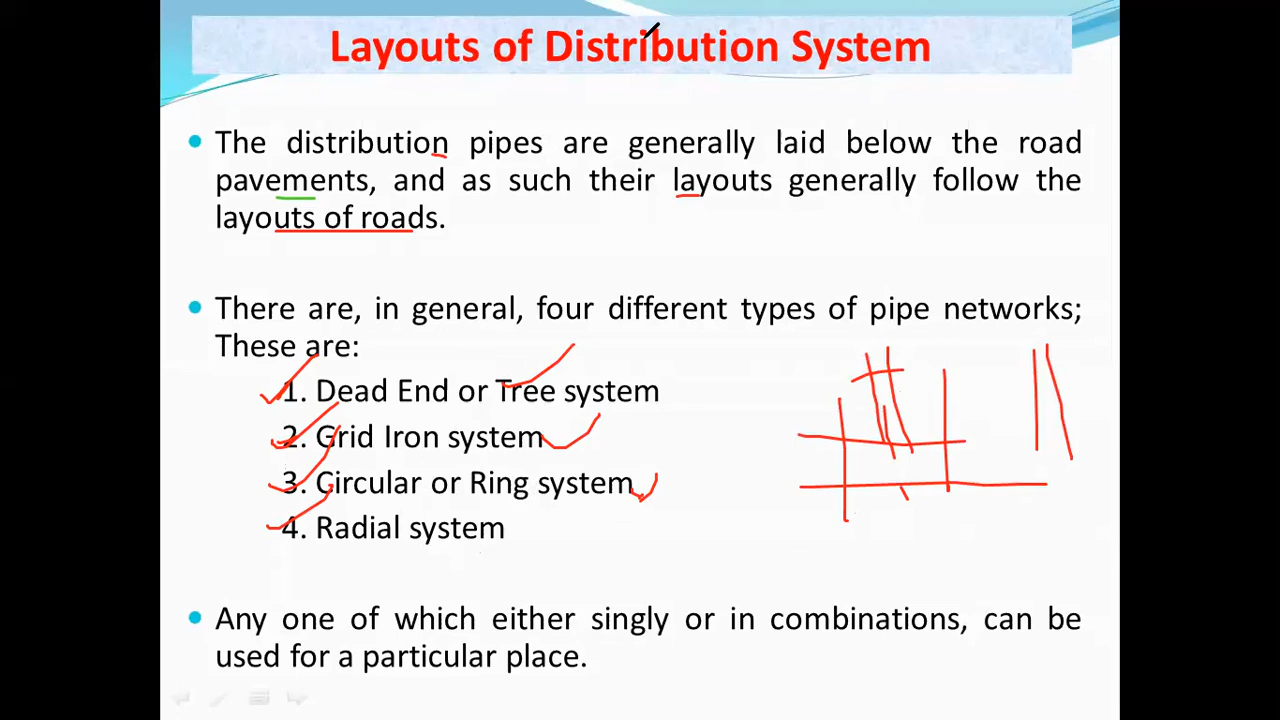 Layouts of Distribution System
• The distribution pipes are generally laid below the road
pavements, and as such their layouts generally follow the
layouts of roads.
• There are, in general, four different types of pipe networks;
These are:
1. Dead End or Tree system
2. Grid Iron system
3. Circular or Ring system
4. Radial system
• Any one of which either singly or in combinations, can be
used for a particular place.